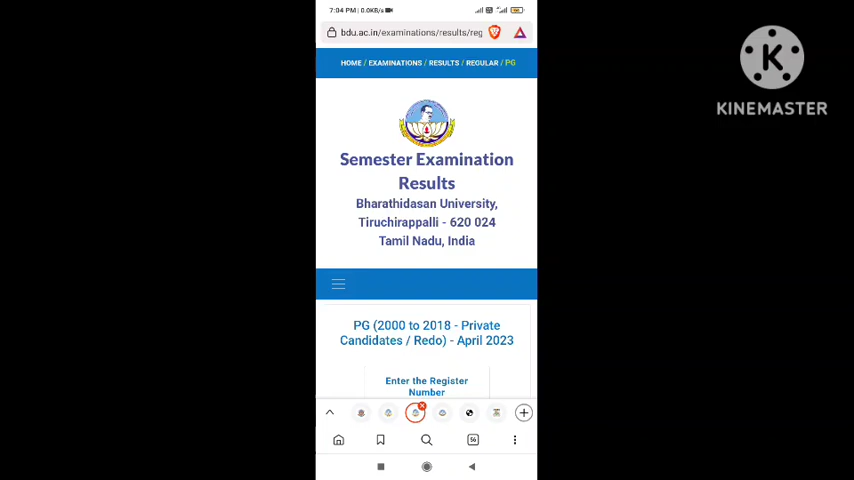 7:04 PM | 0.0KB/s
bdu.ac.in/examinations/results/reg
HOME / EXAMINATIONS / RESULTS / REGULAR / PG
Semester Examination
Results
Bharathidasan University,
Tiruchirappalli - 620 024
Tamil Nadu, India
PG (2000 to 2018 - Private
Candidates / Redo) - April 2023
Enter the Register
Number
56
K
KINEMASTER